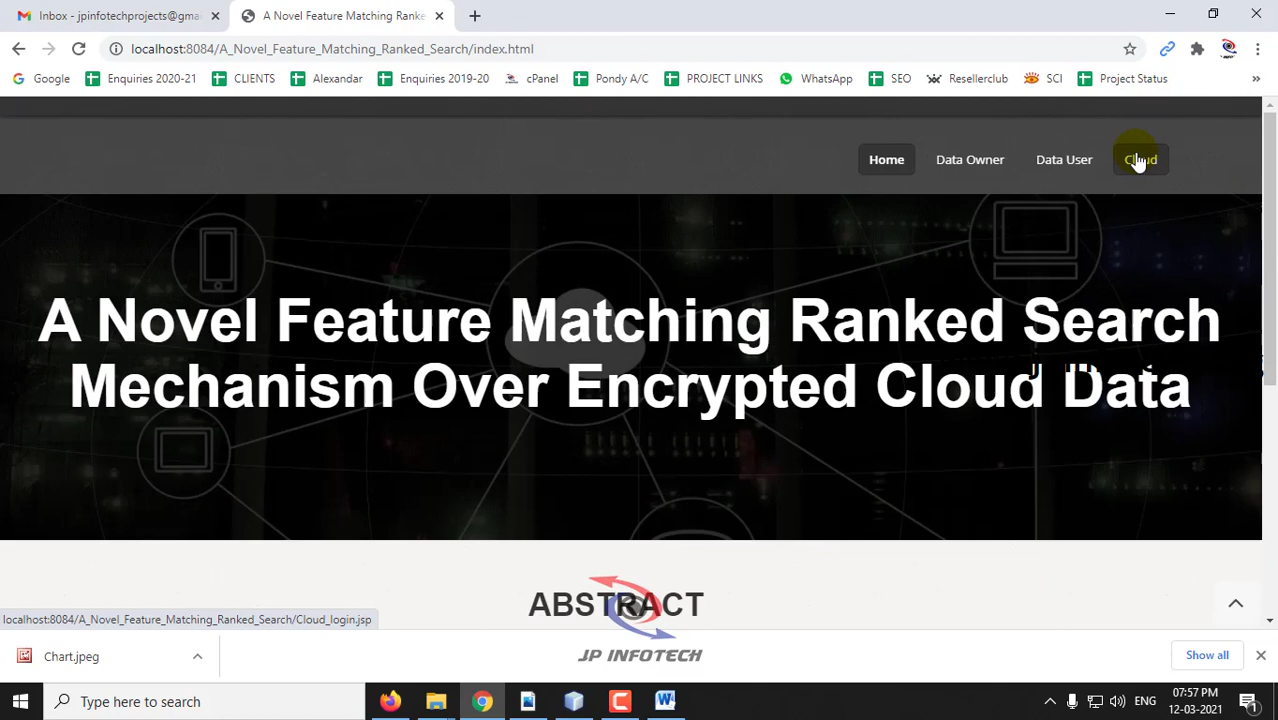 Inbox - jpinfotechprojects@gma
A Novel Feature Matching Ranke
localhost:8084/A_Novel_Feature_Matching_Ranked_Search/index.html
Google
Enquiries 2020-21
CLIENTS
Alexandar
Enquiries 2019-20
cPanel
Pondy A/C
PROJECT LINKS
WhatsApp
SEO
Resellerclub
SCI
Project Status
»
Home
Data Owner
Data User
Cloud
A Novel Feature Matching Ranked Search
Mechanism Over Encrypted Cloud Data
ABSTRACT
localhost:8084/A_Novel_Feature_Matching_Ranked_Search/Cloud_login.jsp
JP INFOTECH
Chart.jpeg
Show all
Type here to search
ENG
07:57 PM
12-03-2021
1